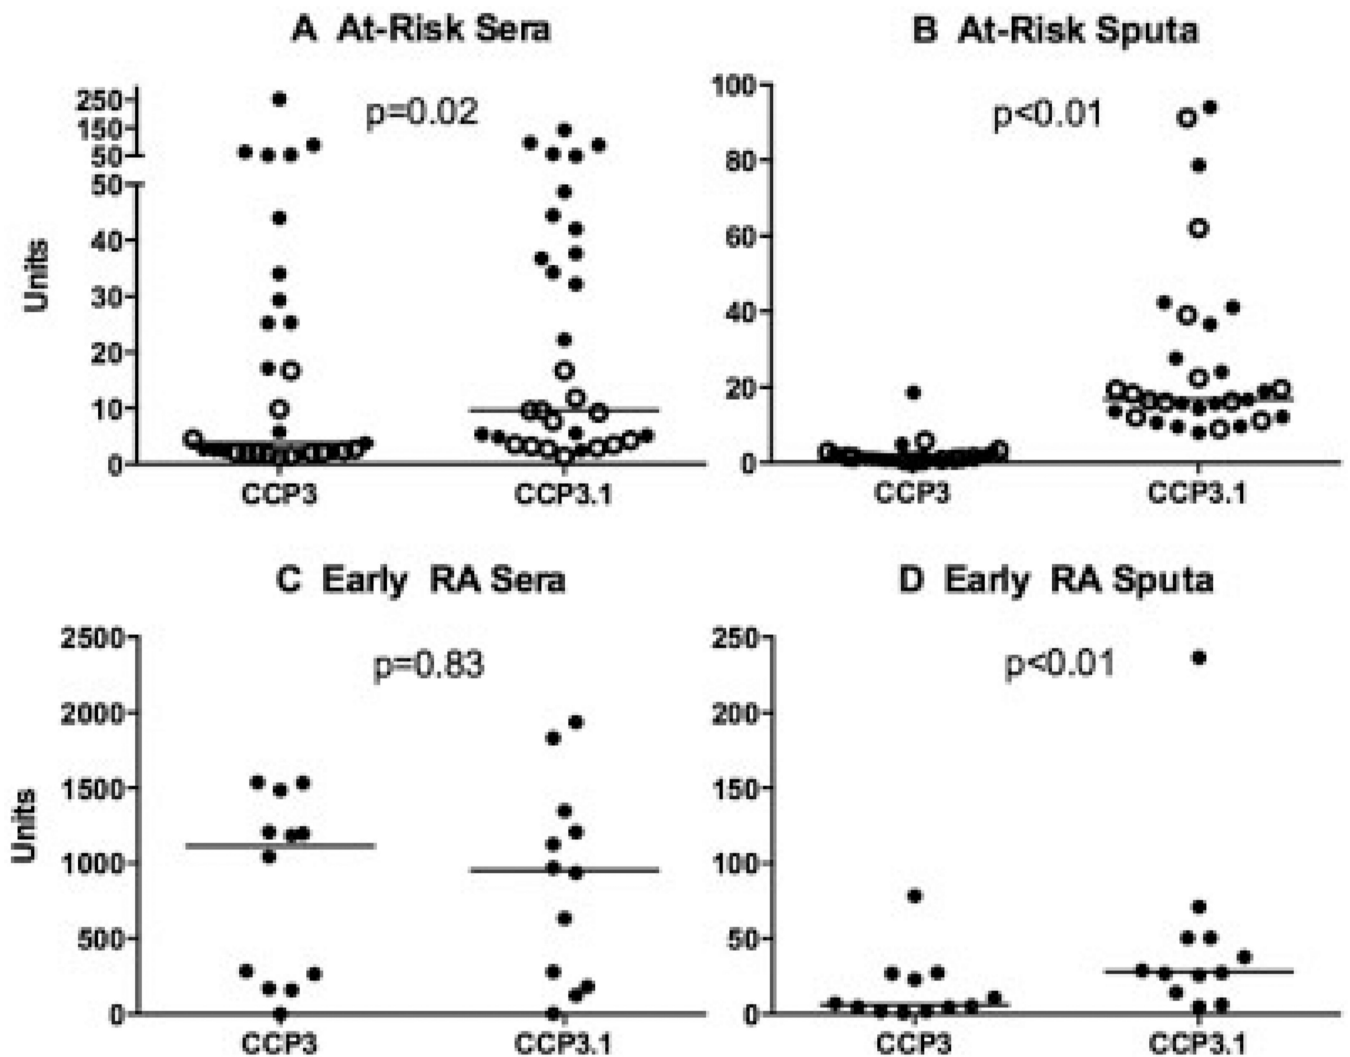 A At-Risk Sera
Units
250
150
50
50
40
30
20
10
0
p=0.02
CCP3
CCP3.1
B At-Risk Sputa
100
80
60
40
20
0
p<0.01
CCP3
CCP3.1
C Early RA Sera
Units
2500
2000
1500
1000
500
0
p=0.83
CCP3
CCP3.1
D Early RA Sputa
250
200
150
100
50
0
p<0.01
CCP3
CCP3.1